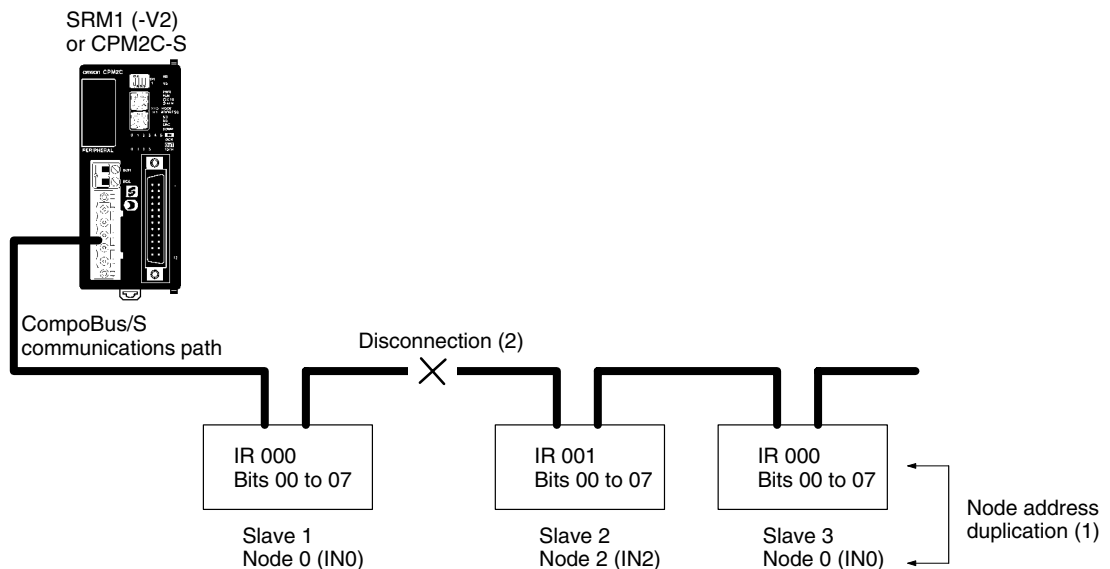 SRM1 (-V2)
or CPM2C-S
PERIPHERAL
CompoBus/S
communications path
Disconnection (2)
IR 000
Bits 00 to 07
IR 001
Bits 00 to 07
IR 000
Bits 00 to 07
Slave 1
Node 0 (IN0)
Slave 2
Node 2 (IN2)
Slave 3
Node 0 (IN0)
Node address
duplication (1)